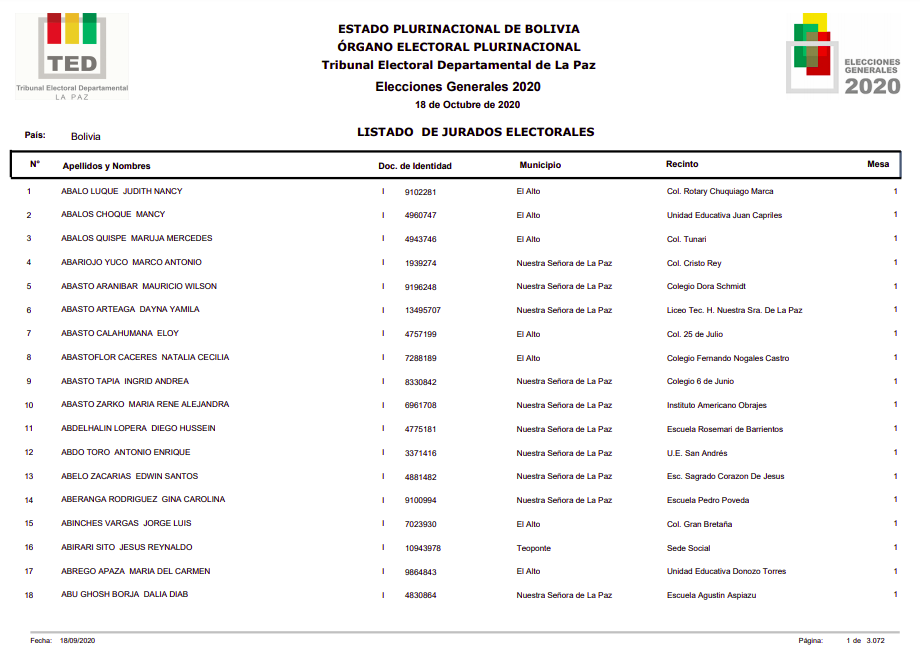 TED
Tribunal Electoral Departamental
LA PAZ
ESTADO PLURINACIONAL DE BOLIVIA
ÓRGANO ELECTORAL PLURINACIONAL
Tribunal Electoral Departamental de La Paz
Elecciones Generales 2020
18 de Octubre de 2020
ELECCIONES
GENERALES
2020
País: Bolivia
LISTADO DE JURADOS ELECTORALES
N° Apellidos y Nombres Doc. de Identidad Municipio Recinto Mesa
1 ABALO LUQUE JUDITH NANCY I 9102281 El Alto Col. Rotary Chuquiago Marca 1
2 ABALOS CHOQUE MANCY I 4960747 El Alto Unidad Educativa Juan Capriles 1
3 ABALOS QUISPE MARUJA MERCEDES I 4943746 El Alto Col. Tunari 1
4 ABARIOJO YUCO MARCO ANTONIO I 1939274 Nuestra Señora de La Paz Col. Cristo Rey 1
5 ABASTO ARANIBAR MAURICIO WILSON I 9196248 Nuestra Señora de La Paz Colegio Dora Schmidt 1
6 ABASTO ARTEAGA DAYNA YAMILA I 13495707 Nuestra Señora de La Paz Liceo Tec. H. Nuestra Sra. De La Paz 1
7 ABASTO CALAHUMANA ELOY I 4757199 El Alto Col. 25 de Julio 1
8 ABASTOFLOR CACERES NATALIA CECILIA I 7288189 El Alto Colegio Fernando Nogales Castro 1
9 ABASTO TAPIA INGRID ANDREA I 8330842 Nuestra Señora de La Paz Colegio 6 de Junio 1
10 ABASTO ZARKO MARIA RENE ALEJANDRA I 6961708 Nuestra Señora de La Paz Instituto Americano Obrajes 1
11 ABDELHALIN LOPERA DIEGO HUSSEIN I 4775181 Nuestra Señora de La Paz Escuela Rosemari de Barrientos 1
12 ABDO TORO ANTONIO ENRIQUE I 3371416 Nuestra Señora de La Paz U.E. San Andrés 1
13 ABELO ZACARIAS EDWIN SANTOS I 4881482 Nuestra Señora de La Paz Esc. Sagrado Corazon De Jesus 1
14 ABERANGA RODRIGUEZ GINA CAROLINA I 9100994 Nuestra Señora de La Paz Escuela Pedro Poveda 1
15 ABINCHES VARGAS JORGE LUIS I 7023930 El Alto Col. Gran Bretaña 1
16 ABIRARI SITO JESUS REYNALDO I 10943978 Teoponte Sede Social 1
17 ABREGO APAZA MARIA DEL CARMEN I 9864843 El Alto Unidad Educativa Donozo Torres 1
18 ABU GHOSH BORJA DALIA DIAB I 4830864 Nuestra Señora de La Paz Escuela Agustin Aspiazu 1
Fecha: 18/09/2020 Página: 1 de 3.072